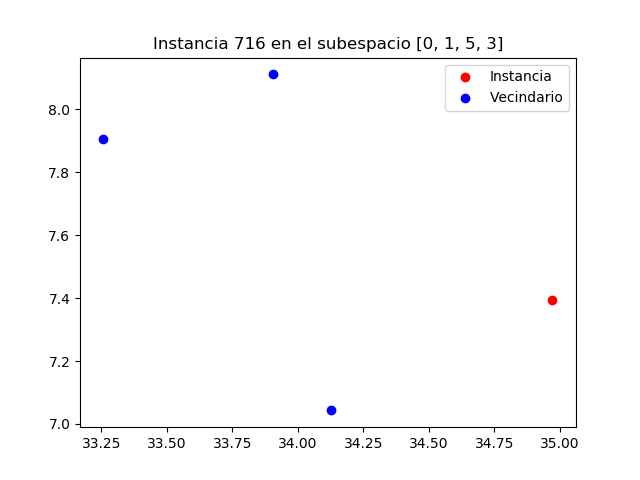 Instancia 716 en el subespacio [0, 1, 5, 3]
Instancia
Vecindario
8.0
7.8
7.6
7.4
7.2
7.0
33.25 33.50 33.75 34.00 34.25 34.50 34.75 35.00